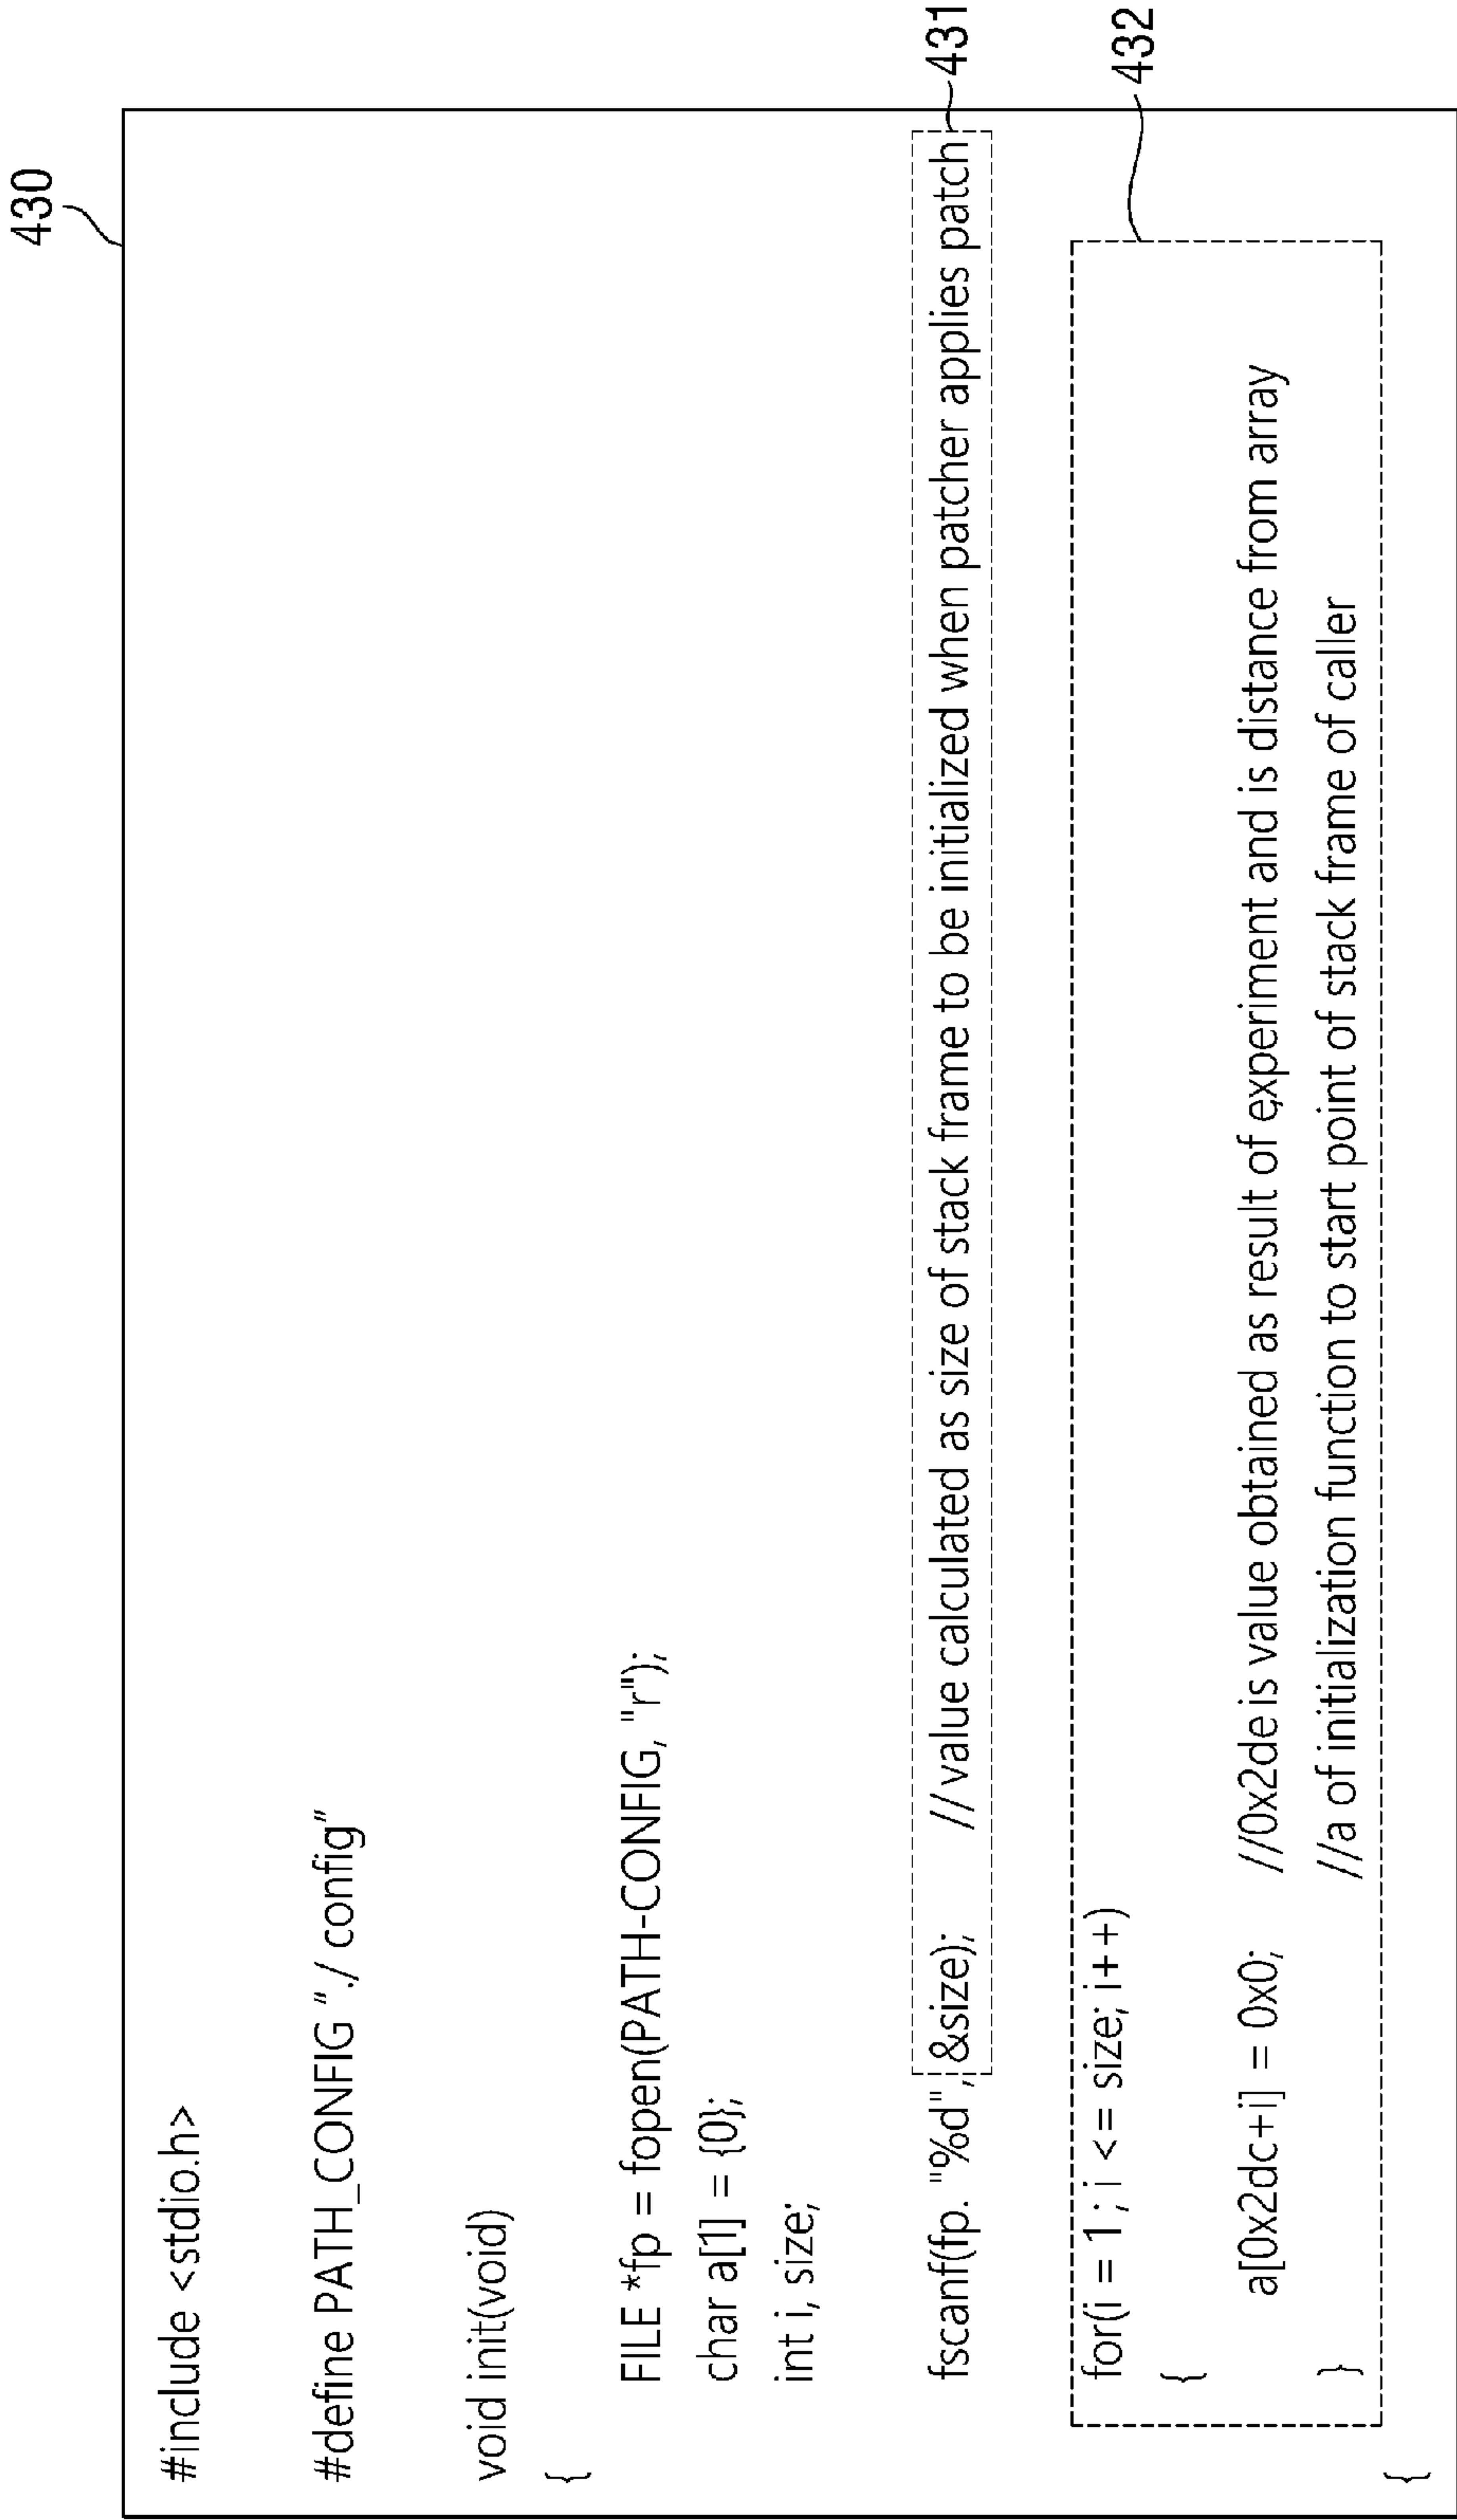 430
#include <stdio.h>
#define PATH_CONFIG "./ config"
void init(void)
{
FILE *fp = fopen(PATH-CONFIG, "r");
char a[1] = {0};
int i, size;
fscanf(fp. "%d", &size); //value calculated as size of stack frame to be initialized when patcher applies patch
431
for(i = 1 ; i <= size; i++)
432
{
a[0x2dc+i] = 0x0; //0x2de is value obtained as result of experiment and is distance from array
//a of initialization function to start point of stack frame of caller
}
{